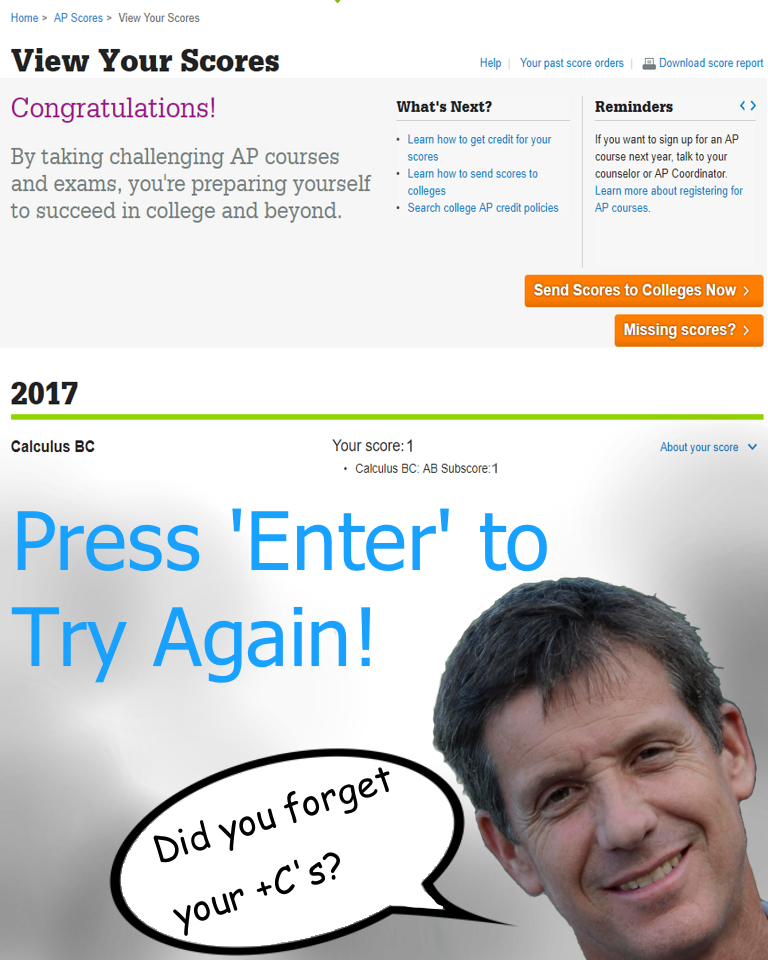 Home > AP Scores > View Your Scores
View Your Scores
Help | Your past score orders | Download score report
Congratulations!
By taking challenging AP courses
and exams, you're preparing yourself
to succeed in college and beyond.
What's Next?
• Learn how to get credit for your
scores
• Learn how to send scores to
colleges
• Search college AP credit policies
Reminders
If you want to sign up for an AP
course next year, talk to your
counselor or AP Coordinator.
Learn more about registering for
AP courses.
Send Scores to Colleges Now >
Missing scores? >
2017
Calculus BC
Your score: 1
• Calculus BC: AB Subscore: 1
About your score
Press 'Enter' to
Try Again!
Did you forget
your +C's?